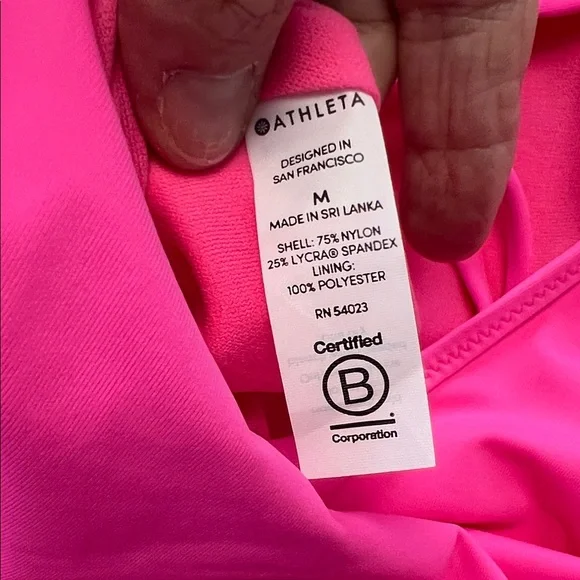 ATHLETA
DESIGNED IN
SAN FRANCISCO
M
MADE IN SRI LANKA
SHELL: 75% NYLON
25% LYCRA® SPANDEX
LINING:
100% POLYESTER
RN 54023
Certified
B
Corporation